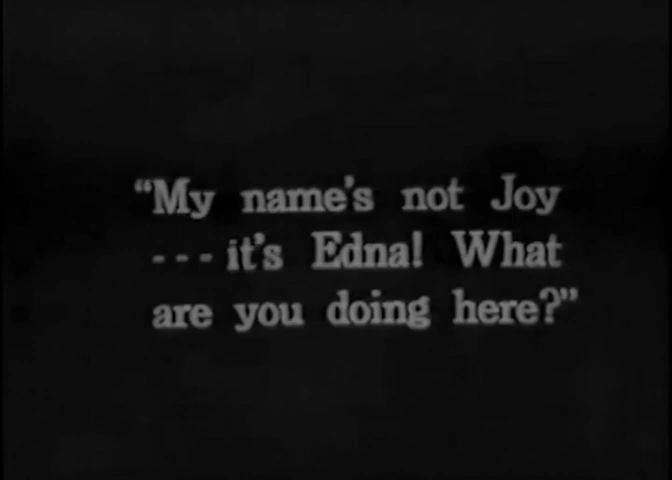 “My name's not Joy
---it's Edna! What
are you doing here?”